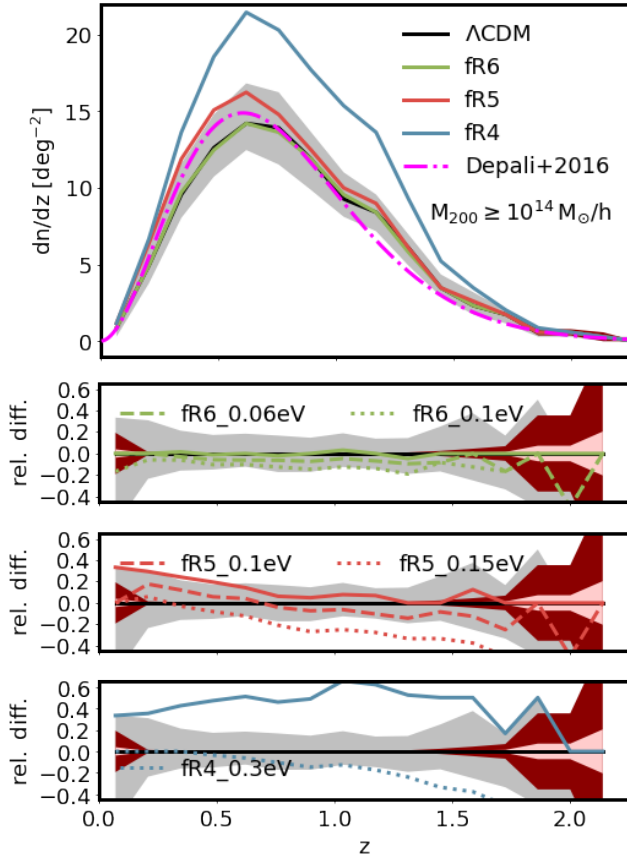 20
15
10
5
0
dn/dz [deg⁻²]
ΛCDM
fR6
fR5
fR4
Depali+2016
M₂₀₀ ≥ 10¹⁴ M⊙/h
0.6
0.4
0.2
0.0
−0.2
−0.4
rel. diff.
fR6_0.06eV fR6_0.1eV
0.6
0.4
0.2
0.0
−0.2
−0.4
rel. diff.
fR5_0.1eV fR5_0.15eV
0.6
0.4
0.2
0.0
−0.2
−0.4
rel. diff.
fR4_0.3eV
0.0 0.5 1.0 1.5 2.0
z